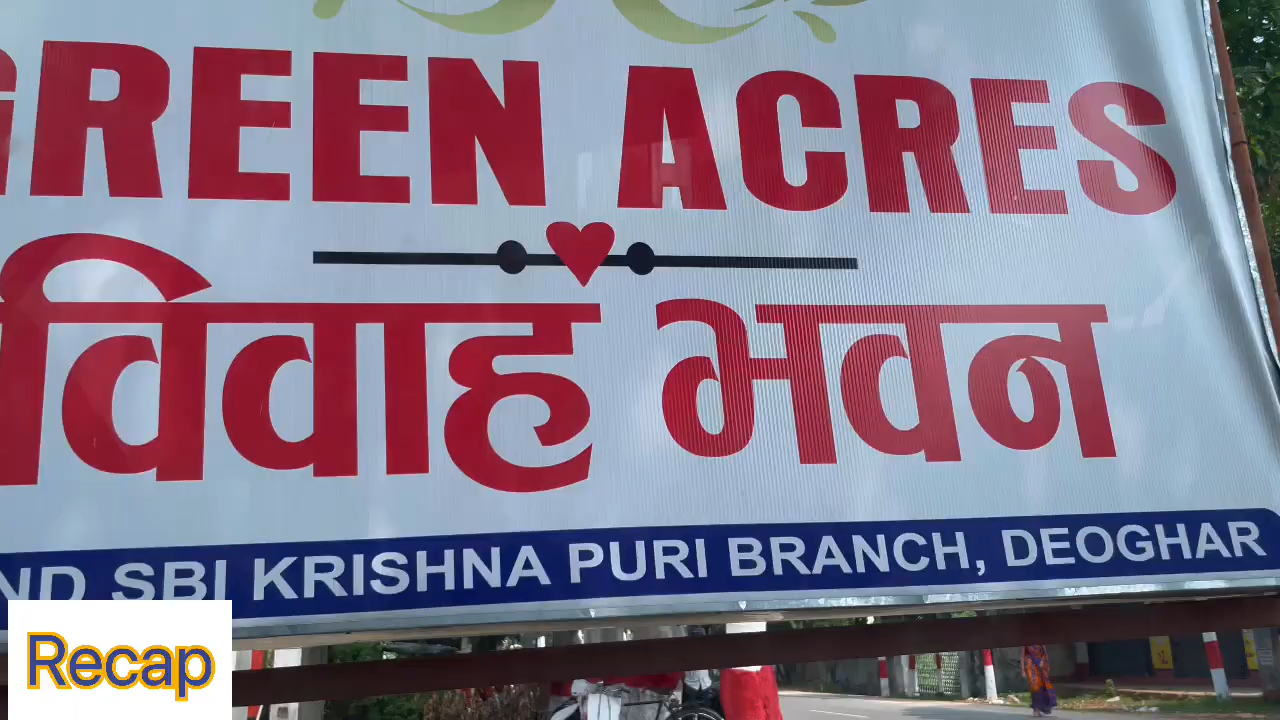 GREEN ACRES
विवाह भवन
SBI KRISHNA PURI BRANCH, DEOGHAR
Recap